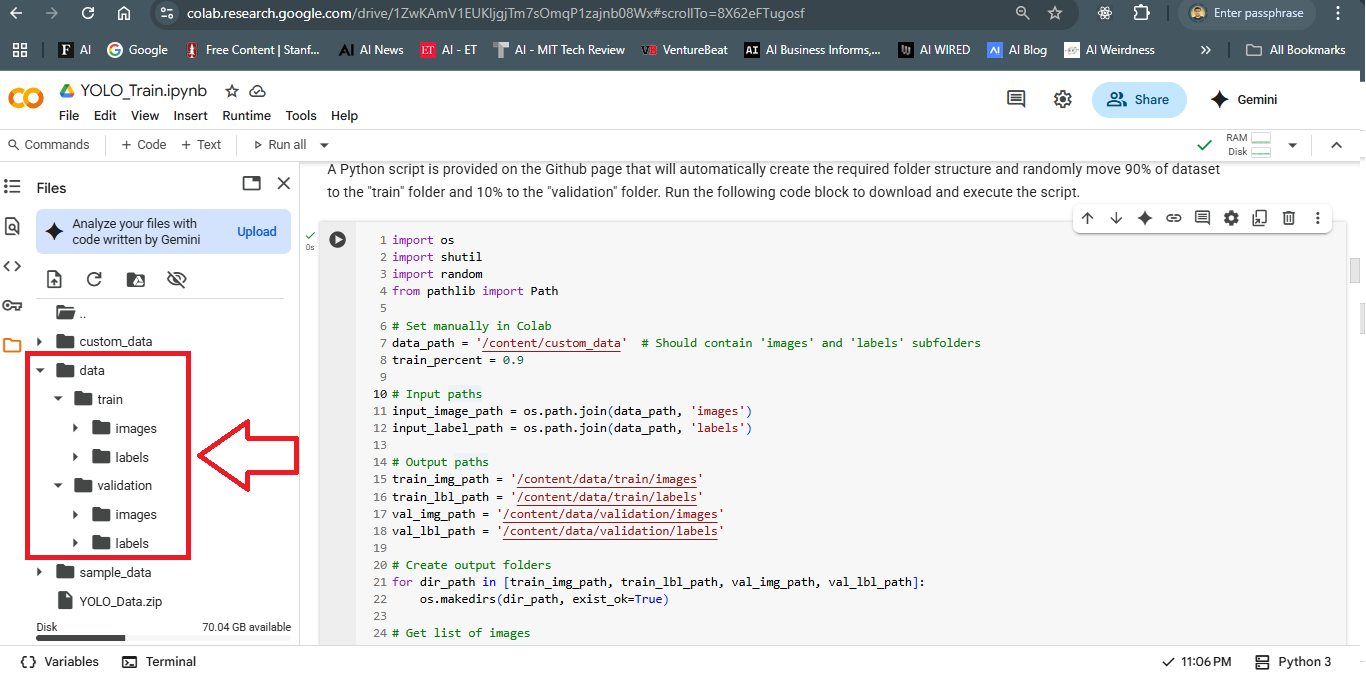 colab.research.google.com/drive/1ZwKAmV1EUKljgjTm7sOmqP1zajnb08Wx#scrollTo=8X62eFTugosf
Enter passphrase
F AI
Google
Free Content | Stanf...
AI AI News
ET AI - ET
AI - MIT Tech Review
VB VentureBeat
AI AI Business Informs,...
AI WIRED
AI AI Blog
AI Weirdness
»
All Bookmarks
CO YOLO_Train.ipynb
File Edit View Insert Runtime Tools Help
Share
Gemini
Commands + Code + Text Run all
RAM
Disk
Files
Analyze your files with
code written by Gemini
Upload
..
custom_data
data
train
images
labels
validation
images
labels
sample_data
YOLO_Data.zip
Disk 70.04 GB available
A Python script is provided on the Github page that will automatically create the required folder structure and randomly move 90% of dataset
to the "train" folder and 10% to the "validation" folder. Run the following code block to download and execute the script.
0s
1 import os
2 import shutil
3 import random
4 from pathlib import Path
5
6 # Set manually in Colab
7 data_path = '/content/custom_data'  # Should contain 'images' and 'labels' subfolders
8 train_percent = 0.9
9
10 # Input paths
11 input_image_path = os.path.join(data_path, 'images')
12 input_label_path = os.path.join(data_path, 'labels')
13
14 # Output paths
15 train_img_path = '/content/data/train/images'
16 train_lbl_path = '/content/data/train/labels'
17 val_img_path = '/content/data/validation/images'
18 val_lbl_path = '/content/data/validation/labels'
19
20 # Create output folders
21 for dir_path in [train_img_path, train_lbl_path, val_img_path, val_lbl_path]:
22     os.makedirs(dir_path, exist_ok=True)
23
24 # Get list of images
Variables
Terminal
11:06 PM
Python 3